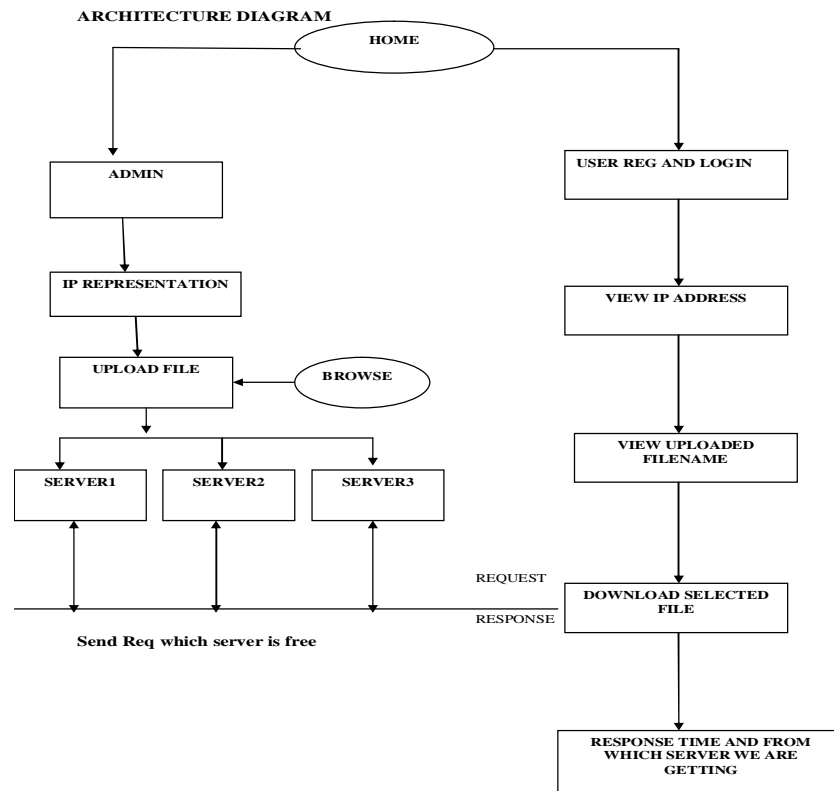 ARCHITECTURE DIAGRAM
HOME
ADMIN
USER REG AND LOGIN
IP REPRESENTATION
VIEW IP ADDRESS
UPLOAD FILE
BROWSE
VIEW UPLOADED
FILENAME
SERVER1
SERVER2
SERVER3
REQUEST
DOWNLOAD SELECTED
FILE
RESPONSE
Send Req which server is free
RESPONSE TIME AND FROM
WHICH SERVER WE ARE
GETTING